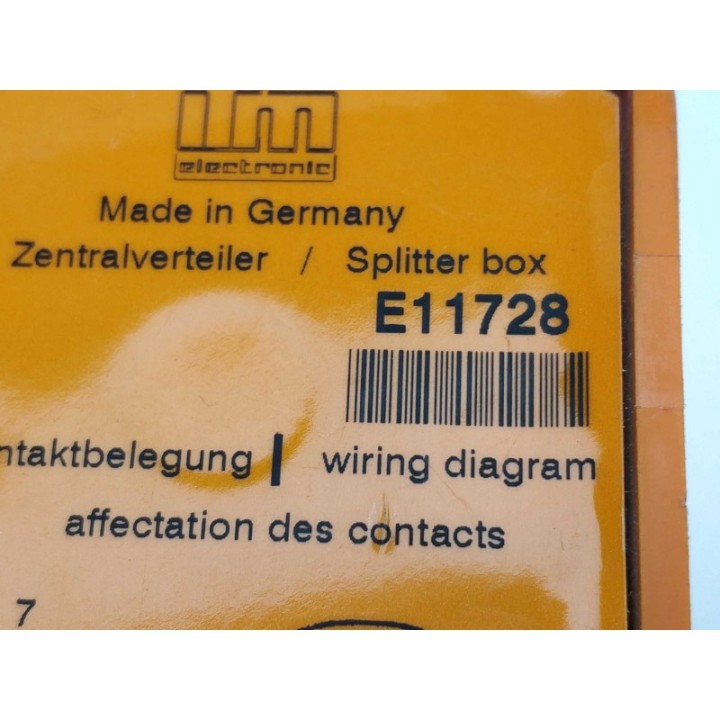 ifm
electronic
Made in Germany
Zentralverteiler / Splitter box
E11728
ntaktbelegung | wiring diagram
affectation des contacts
7